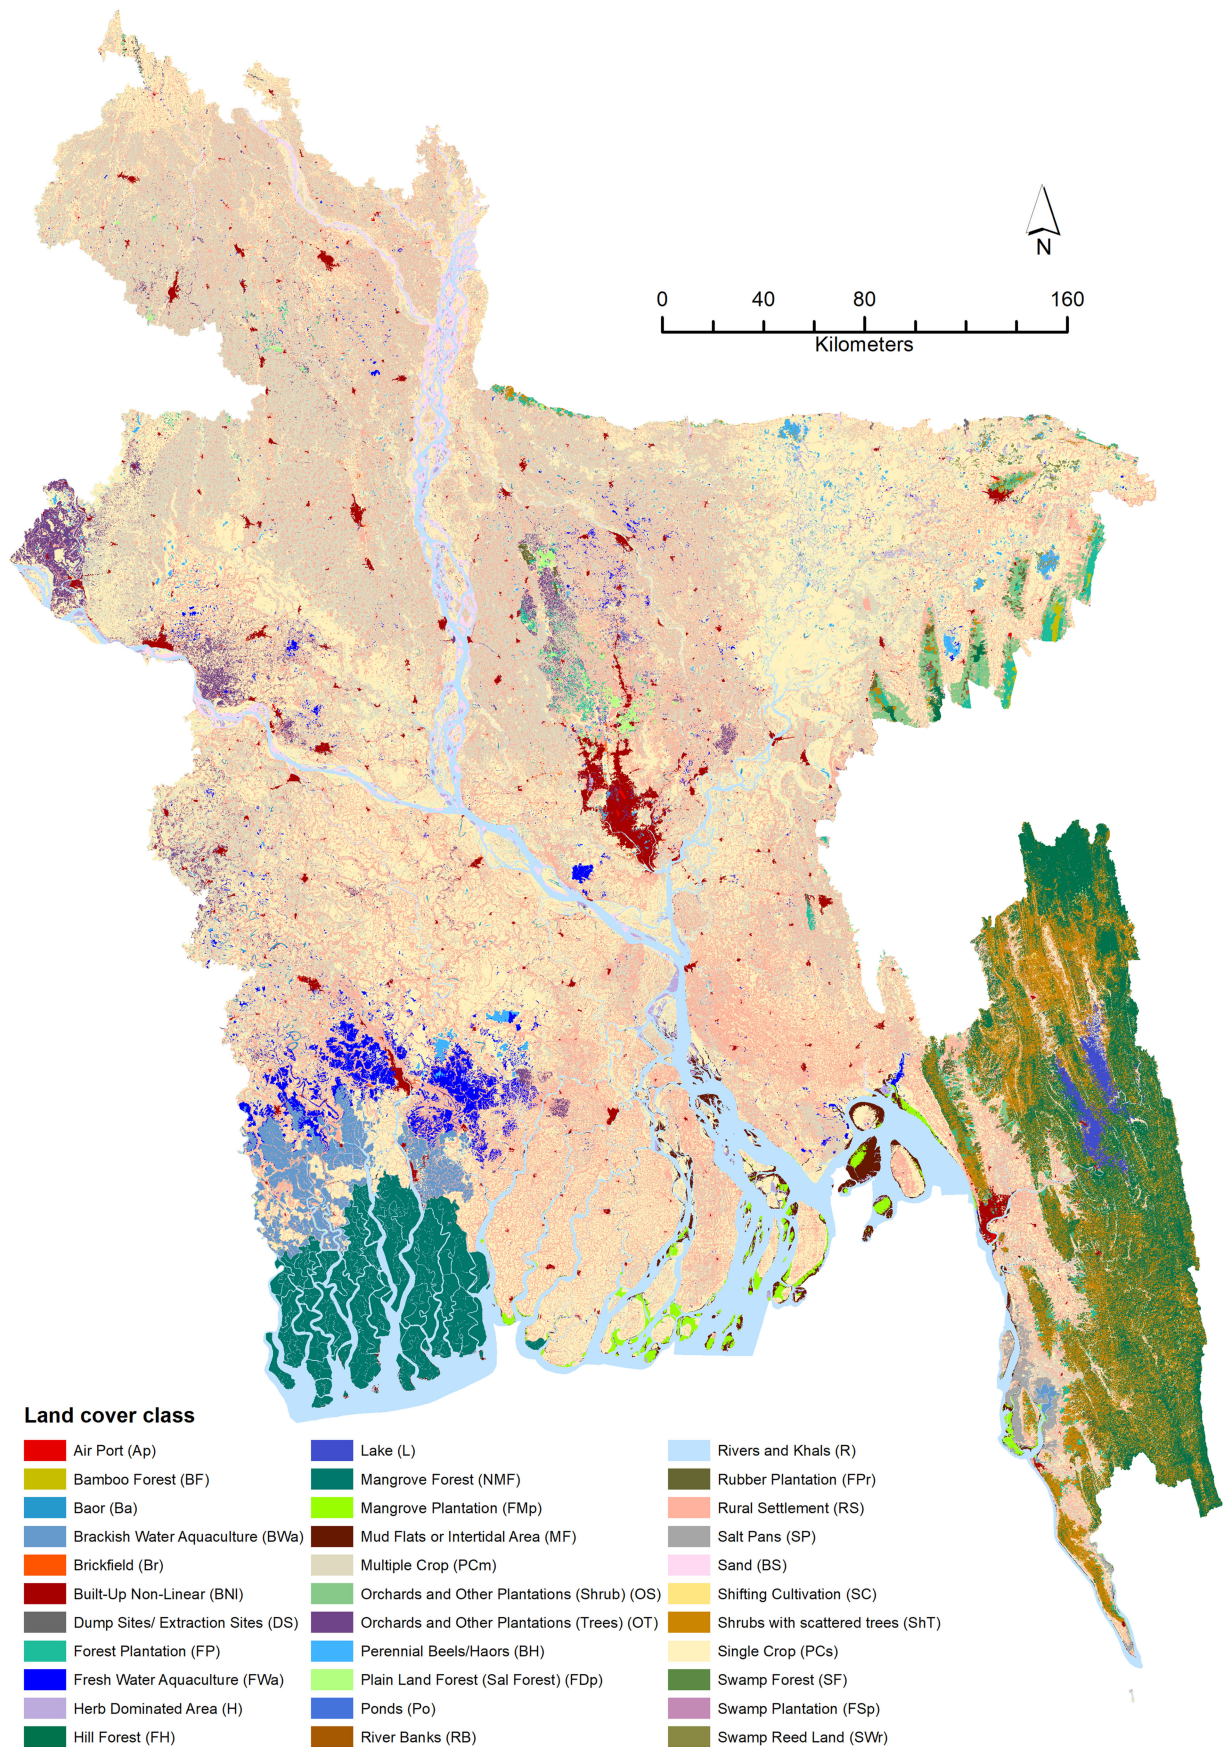 N
0 40 80 160
Kilometers
Land cover class
Air Port (Ap)
Bamboo Forest (BF)
Baor (Ba)
Brackish Water Aquaculture (BWa)
Brickfield (Br)
Built-Up Non-Linear (BNl)
Dump Sites/ Extraction Sites (DS)
Forest Plantation (FP)
Fresh Water Aquaculture (FWa)
Herb Dominated Area (H)
Hill Forest (FH)
Lake (L)
Mangrove Forest (NMF)
Mangrove Plantation (FMp)
Mud Flats or Intertidal Area (MF)
Multiple Crop (PCm)
Orchards and Other Plantations (Shrub) (OS)
Orchards and Other Plantations (Trees) (OT)
Perennial Beels/Haors (BH)
Plain Land Forest (Sal Forest) (FDp)
Ponds (Po)
River Banks (RB)
Rivers and Khals (R)
Rubber Plantation (FPr)
Rural Settlement (RS)
Salt Pans (SP)
Sand (BS)
Shifting Cultivation (SC)
Shrubs with scattered trees (ShT)
Single Crop (PCs)
Swamp Forest (SF)
Swamp Plantation (FSp)
Swamp Reed Land (SWr)